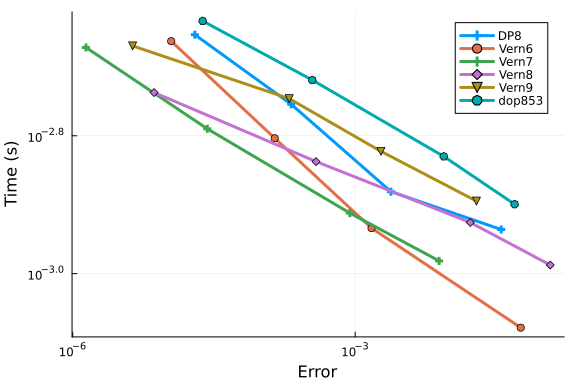 DP8
Vern6
Vern7
Vern8
Vern9
dop853
Time (s)
10⁻²·⁸
10⁻³·⁰
10⁻⁶
10⁻³
Error